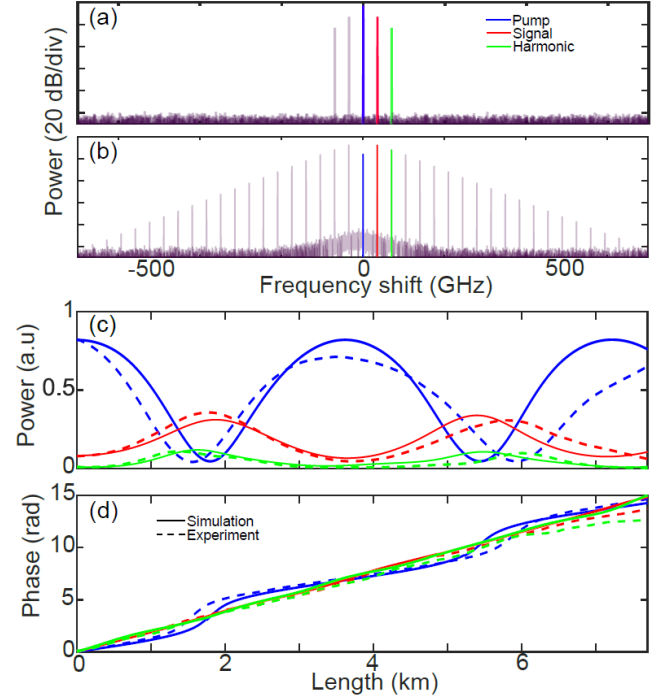 (a)
Pump
Signal
Harmonic
Power (20 dB/div)
(b)
-500
0
500
Frequency shift (GHz)
(c)
1
0.5
0
Power (a.u)
(d)
Simulation
Experiment
15
10
5
0
Phase (rad)
0
2
4
6
Length (km)